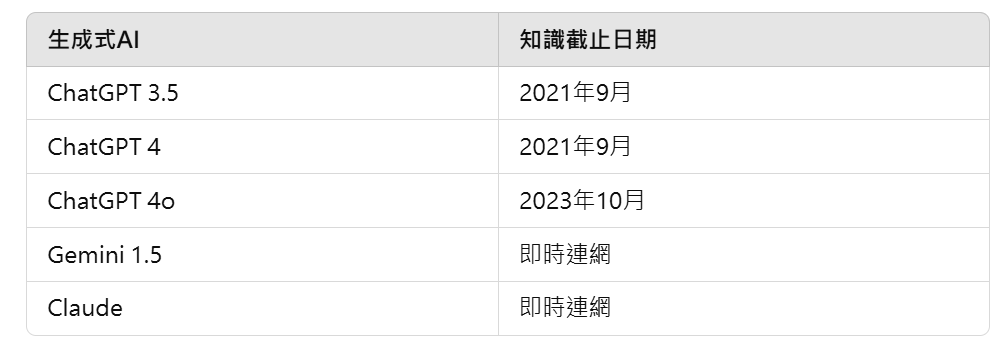 生成式AI 知識截止日期
ChatGPT 3.5 2021年9月
ChatGPT 4 2021年9月
ChatGPT 4o 2023年10月
Gemini 1.5 即時連網
Claude 即時連網